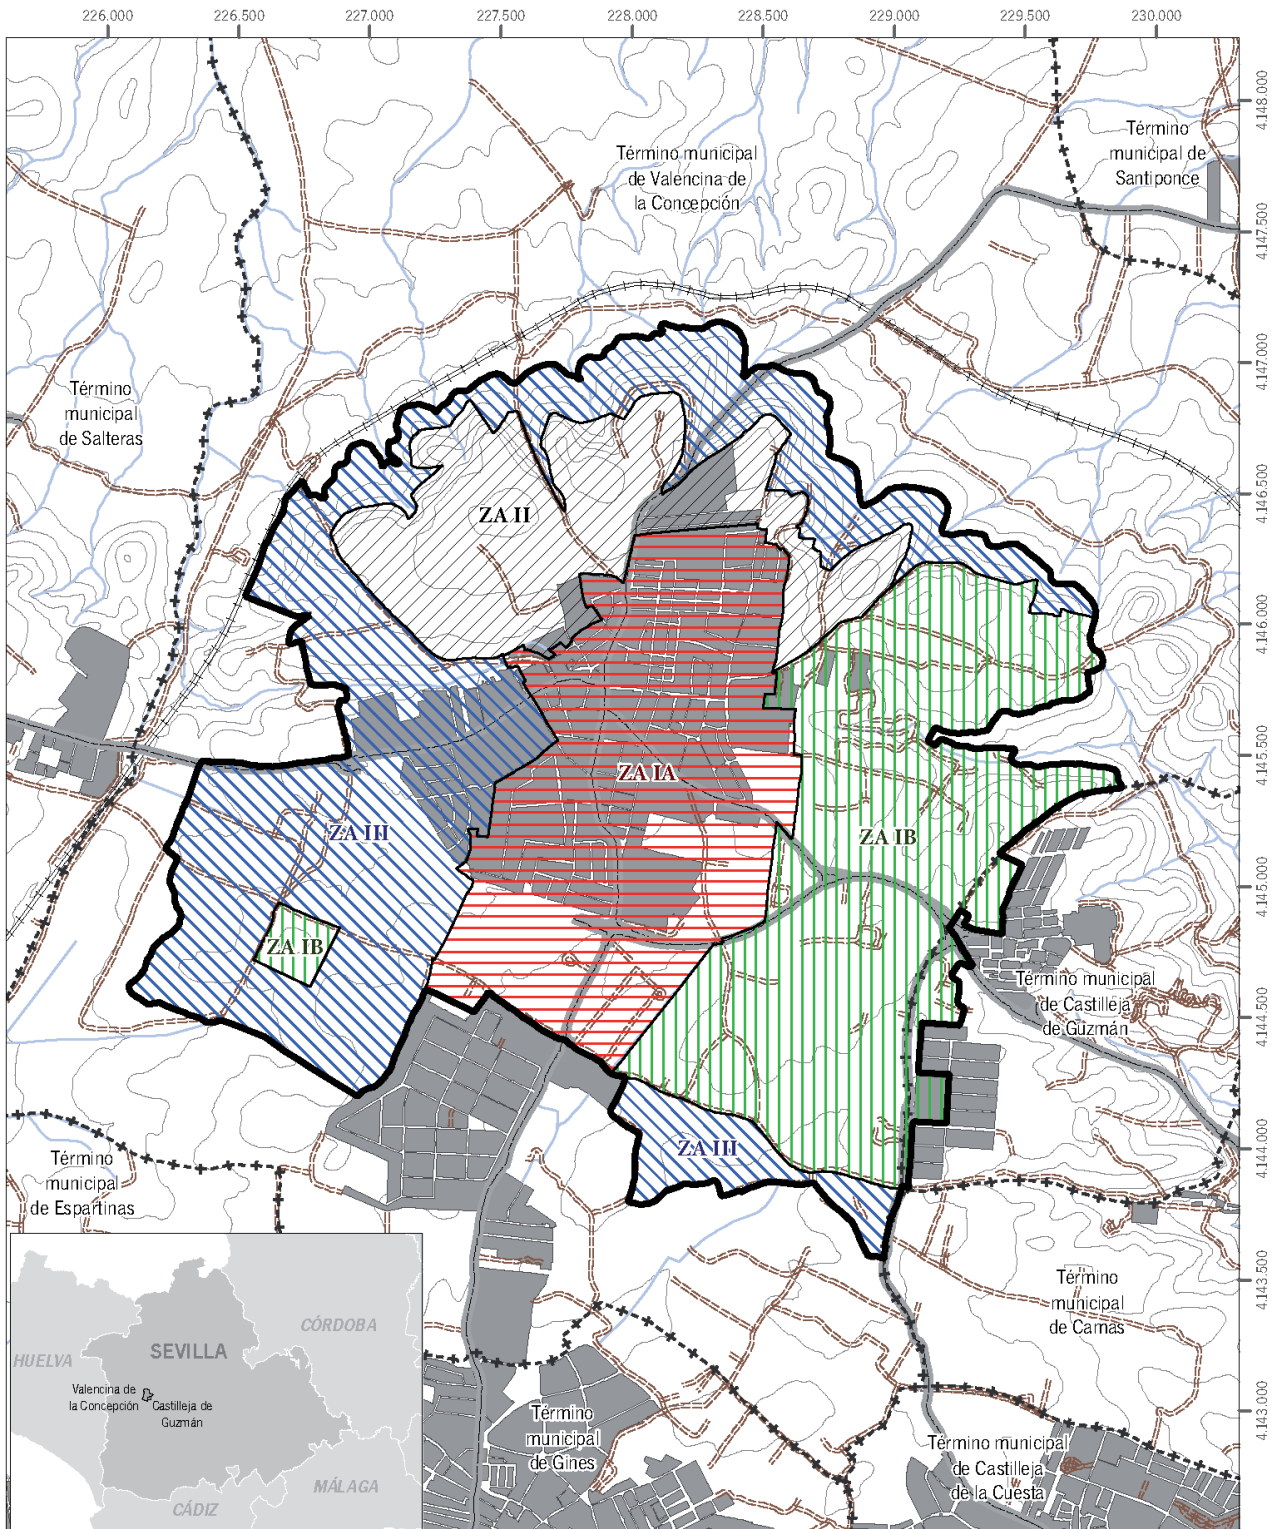 226.000
226.500
227.000
227.500
228.000
228.500
229.000
229.500
230.000
4.148.000
4.147.500
4.147.000
4.146.500
4.146.000
4.145.500
4.145.000
4.144.500
4.144.000
4.143.500
4.143.000
Término
municipal de
Santiponce
Término municipal
de Valencina de
la Concepción
Término
municipal
de Salteras
ZA II
ZA IA
ZA III
ZA IB
ZA IB
Término municipal
de Castilleja
de Guzmán
ZA III
Término
municipal
de Espartinas
Término
municipal
de Camas
Término
municipal
de Gines
Término municipal
de Castilleja
de la Cuesta
CÓRDOBA
SEVILLA
HUELVA
Valencina de
la Concepción
Castilleja de
Guzmán
MÁLAGA
CÁDIZ